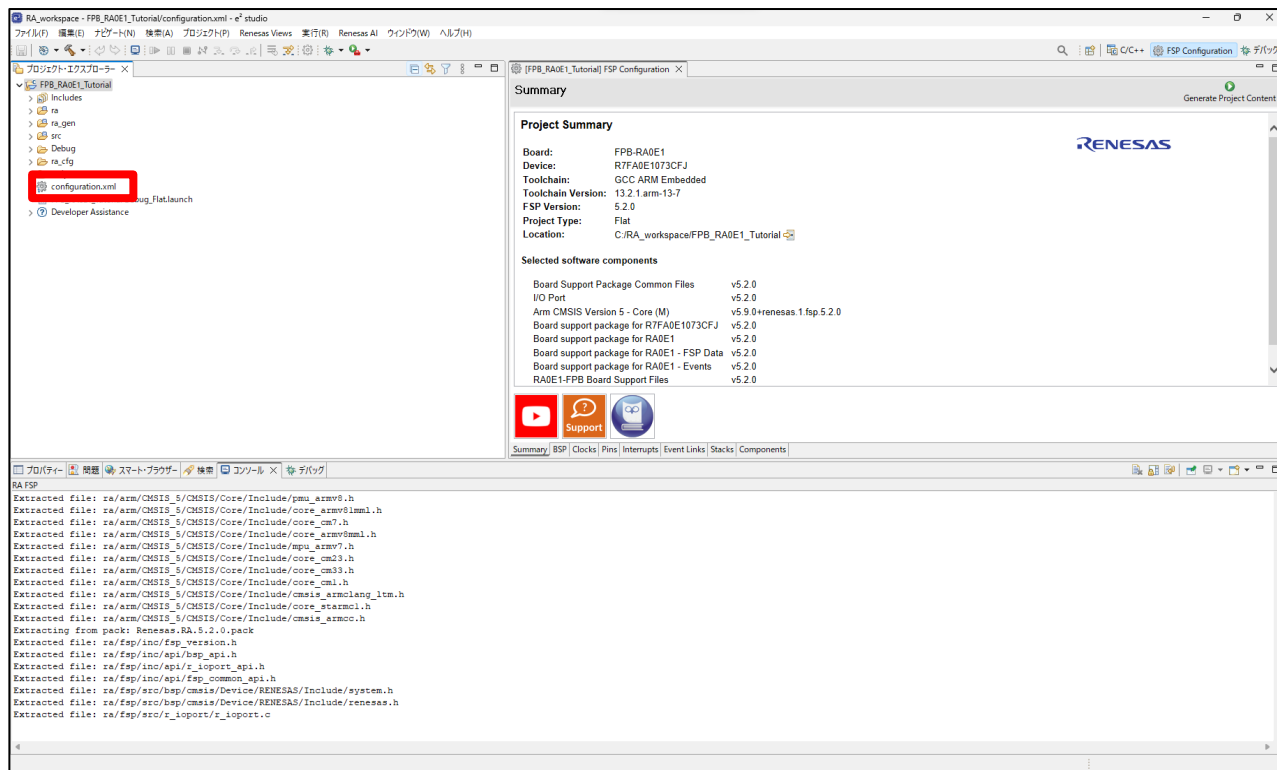 RA_workspace - FPB_RA0E1_Tutorial/configuration.xml - e² studio
ファイル(F) 編集(E) ナビゲート(N) 検索(A) プロジェクト(P) Renesas Views 実行(R) Renesas AI ウィンドウ(W) ヘルプ(H)
C/C++ FSP Configuration デバッグ
プロジェクト・エクスプローラー
FPB_RA0E1_Tutorial
Includes
ra
ra_gen
src
Debug
ra_cfg
configuration.xml
bug_Flat.launch
Developer Assistance
[FPB_RA0E1_Tutorial] FSP Configuration
Summary
Generate Project Content
Project Summary
RENESAS
Board: FPB-RA0E1
Device: R7FA0E1073CFJ
Toolchain: GCC ARM Embedded
Toolchain Version: 13.2.1.arm-13-7
FSP Version: 5.2.0
Project Type: Flat
Location: C:/RA_workspace/FPB_RA0E1_Tutorial
Selected software components
Board Support Package Common Files v5.2.0
I/O Port v5.2.0
Arm CMSIS Version 5 - Core (M) v5.9.0+renesas.1.fsp.5.2.0
Board support package for R7FA0E1073CFJ v5.2.0
Board support package for RA0E1 v5.2.0
Board support package for RA0E1 - FSP Data v5.2.0
Board support package for RA0E1 - Events v5.2.0
RA0E1-FPB Board Support Files v5.2.0
Support
Summary BSP Clocks Pins Interrupts Event Links Stacks Components
プロパティー 問題 スマート・ブラウザー 検索 コンソール デバッグ
RA FSP
Extracted file: ra/arm/CMSIS_5/CMSIS/Core/Include/pmu_armv8.h
Extracted file: ra/arm/CMSIS_5/CMSIS/Core/Include/core_armv81mml.h
Extracted file: ra/arm/CMSIS_5/CMSIS/Core/Include/core_cm7.h
Extracted file: ra/arm/CMSIS_5/CMSIS/Core/Include/core_armv8mml.h
Extracted file: ra/arm/CMSIS_5/CMSIS/Core/Include/mpu_armv7.h
Extracted file: ra/arm/CMSIS_5/CMSIS/Core/Include/core_cm23.h
Extracted file: ra/arm/CMSIS_5/CMSIS/Core/Include/core_cm33.h
Extracted file: ra/arm/CMSIS_5/CMSIS/Core/Include/core_cm1.h
Extracted file: ra/arm/CMSIS_5/CMSIS/Core/Include/cmsis_armclang_ltm.h
Extracted file: ra/arm/CMSIS_5/CMSIS/Core/Include/core_starmc1.h
Extracted file: ra/arm/CMSIS_5/CMSIS/Core/Include/cmsis_armcc.h
Extracting from pack: Renesas.RA.5.2.0.pack
Extracted file: ra/fsp/inc/fsp_version.h
Extracted file: ra/fsp/inc/api/bsp_api.h
Extracted file: ra/fsp/inc/api/r_ioport_api.h
Extracted file: ra/fsp/inc/api/fsp_common_api.h
Extracted file: ra/fsp/src/bsp/cmsis/Device/RENESAS/Include/system.h
Extracted file: ra/fsp/src/bsp/cmsis/Device/RENESAS/Include/renesas.h
Extracted file: ra/fsp/src/r_ioport/r_ioport.c